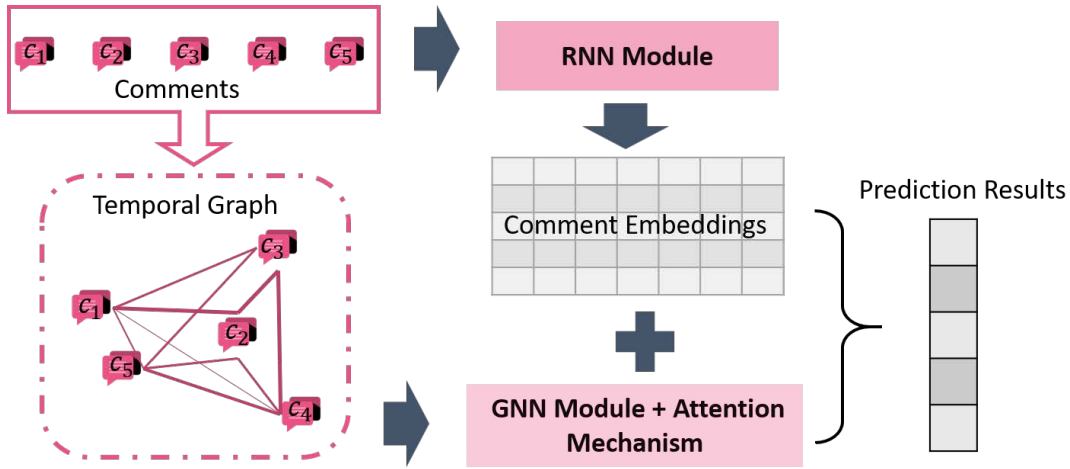 c1 c2 c3 c4 c5
Comments
RNN Module
Temporal Graph
c3
c1
c2
c5
c4
Comment Embeddings
GNN Module + Attention
Mechanism
Prediction Results